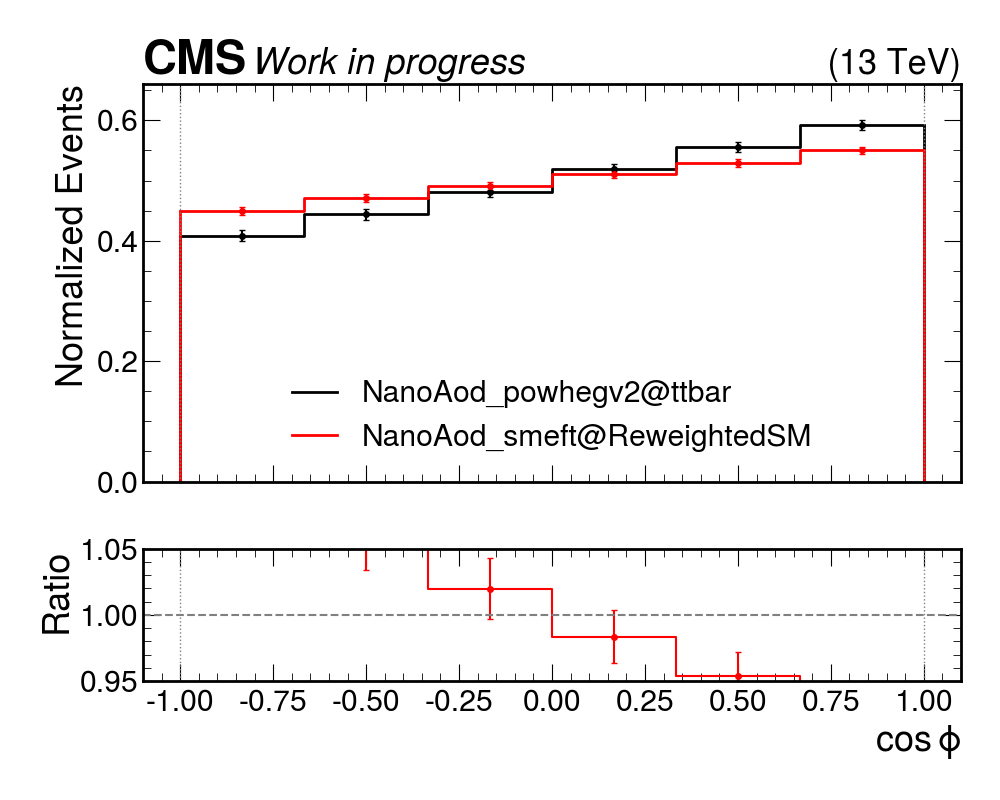 CMS Work in progress (13 TeV)
Normalized Events
0.6
0.4
0.2
0.0
NanoAod_powhegv2@ttbar
NanoAod_smeft@ReweightedSM
Ratio
1.05
1.00
0.95
-1.00 -0.75 -0.50 -0.25 0.00 0.25 0.50 0.75 1.00
cos ϕ